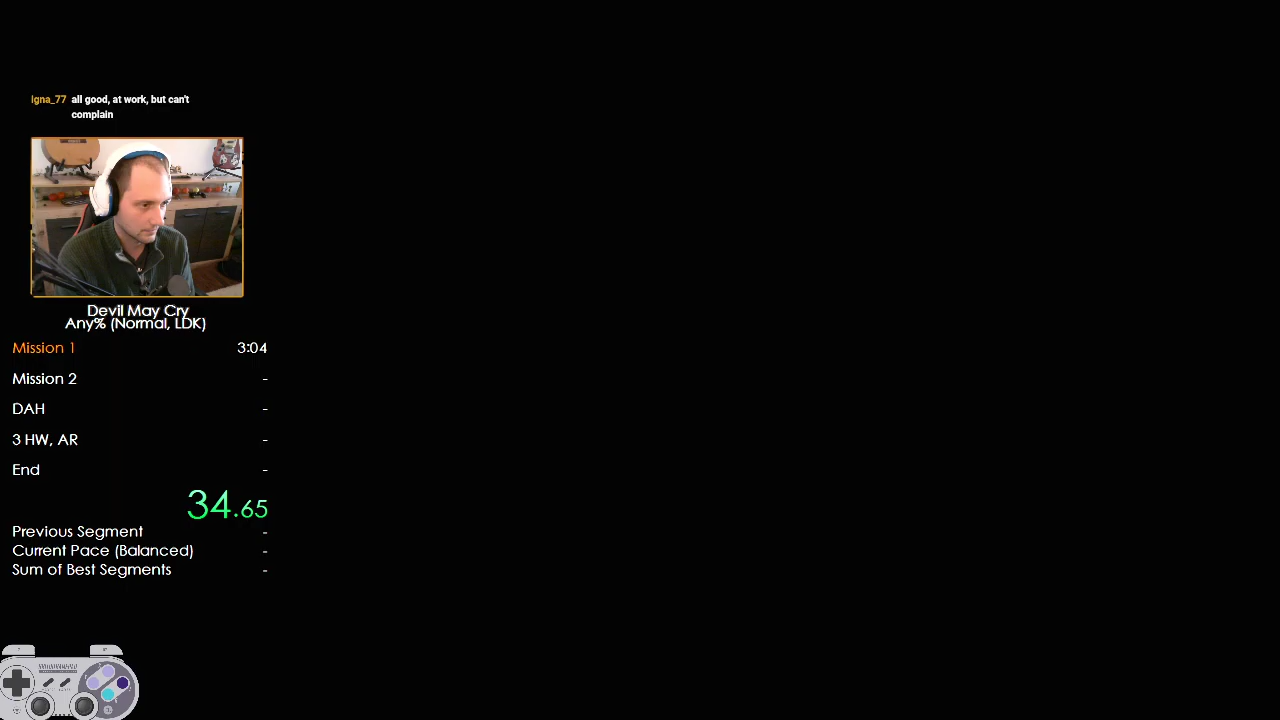 igna_77 all good, at work, but can't
complain
Devil May Cry
Any% (Normal, LDK)
Mission 1 3:04
Mission 2 -
DAH -
3 HW, AR -
End -
34.65
Previous Segment -
Current Pace (Balanced) -
Sum of Best Segments -